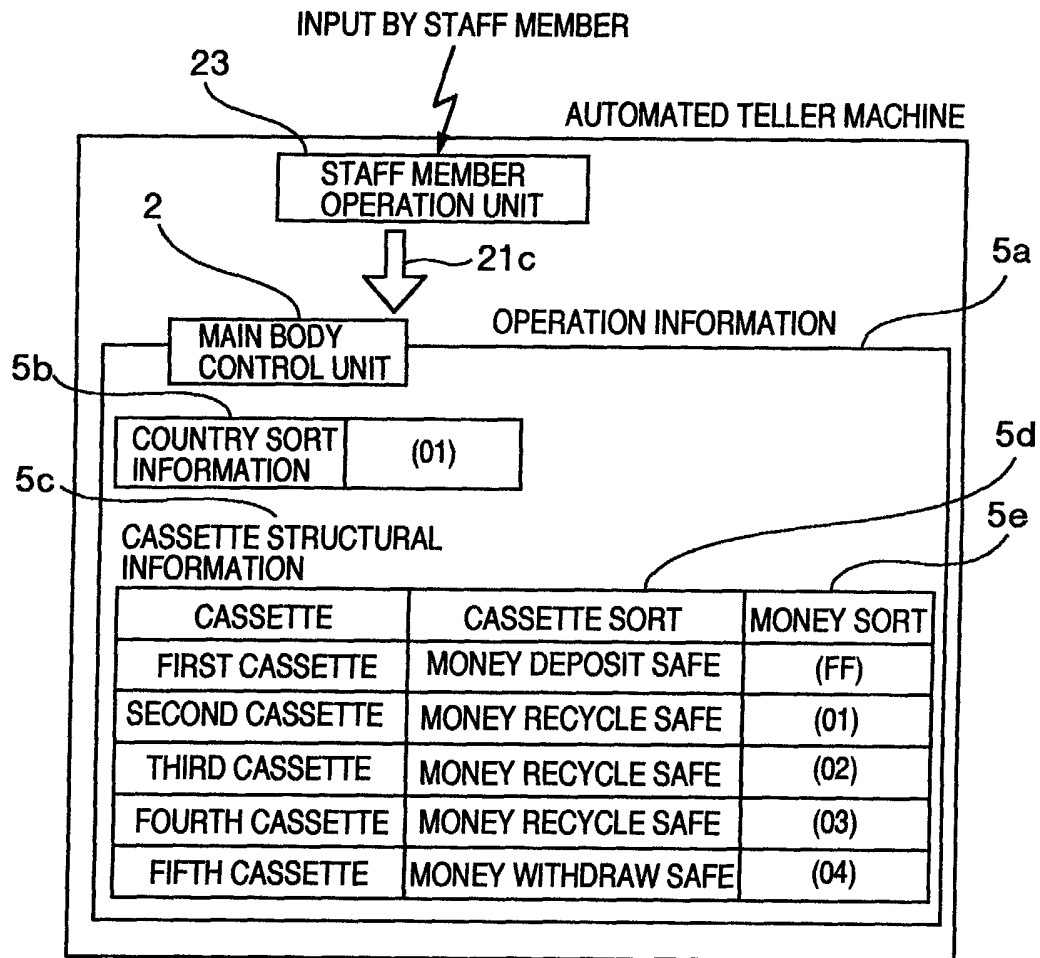 INPUT BY STAFF MEMBER
23
AUTOMATED TELLER MACHINE
STAFF MEMBER
OPERATION UNIT
2
21c
5a
MAIN BODY
CONTROL UNIT
OPERATION INFORMATION
5b
COUNTRY SORT
INFORMATION
(01)
5d
5c
5e
CASSETTE STRUCTURAL
INFORMATION
CASSETTE CASSETTE SORT MONEY SORT
FIRST CASSETTE MONEY DEPOSIT SAFE (FF)
SECOND CASSETTE MONEY RECYCLE SAFE (01)
THIRD CASSETTE MONEY RECYCLE SAFE (02)
FOURTH CASSETTE MONEY RECYCLE SAFE (03)
FIFTH CASSETTE MONEY WITHDRAW SAFE (04)